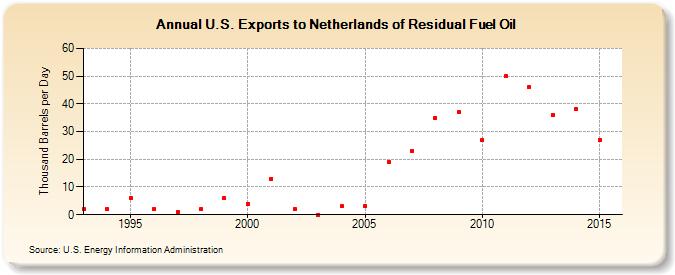 Annual U.S. Exports to Netherlands of Residual Fuel Oil
Thousand Barrels per Day
60
50
40
30
20
10
0
1995 2000 2005 2010 2015
Source: U.S. Energy Information Administration